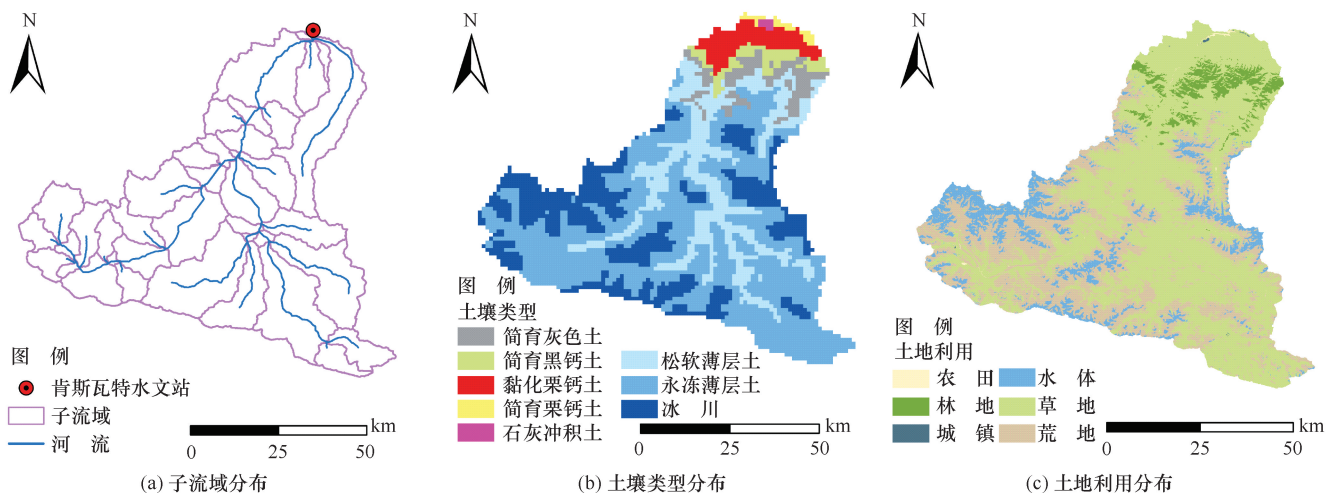 N
图 例
肯斯瓦特水文站
子流域
河 流
km
0 25 50
(a) 子流域分布
N
图 例
土壤类型
简育灰色土
简育黑钙土
黏化栗钙土
简育栗钙土
石灰冲积土
松软薄层土
永冻薄层土
冰 川
km
0 25 50
(b) 土壤类型分布
N
图 例
土地利用
农 田
林 地
城 镇
水 体
草 地
荒 地
km
0 25 50
(c) 土地利用分布